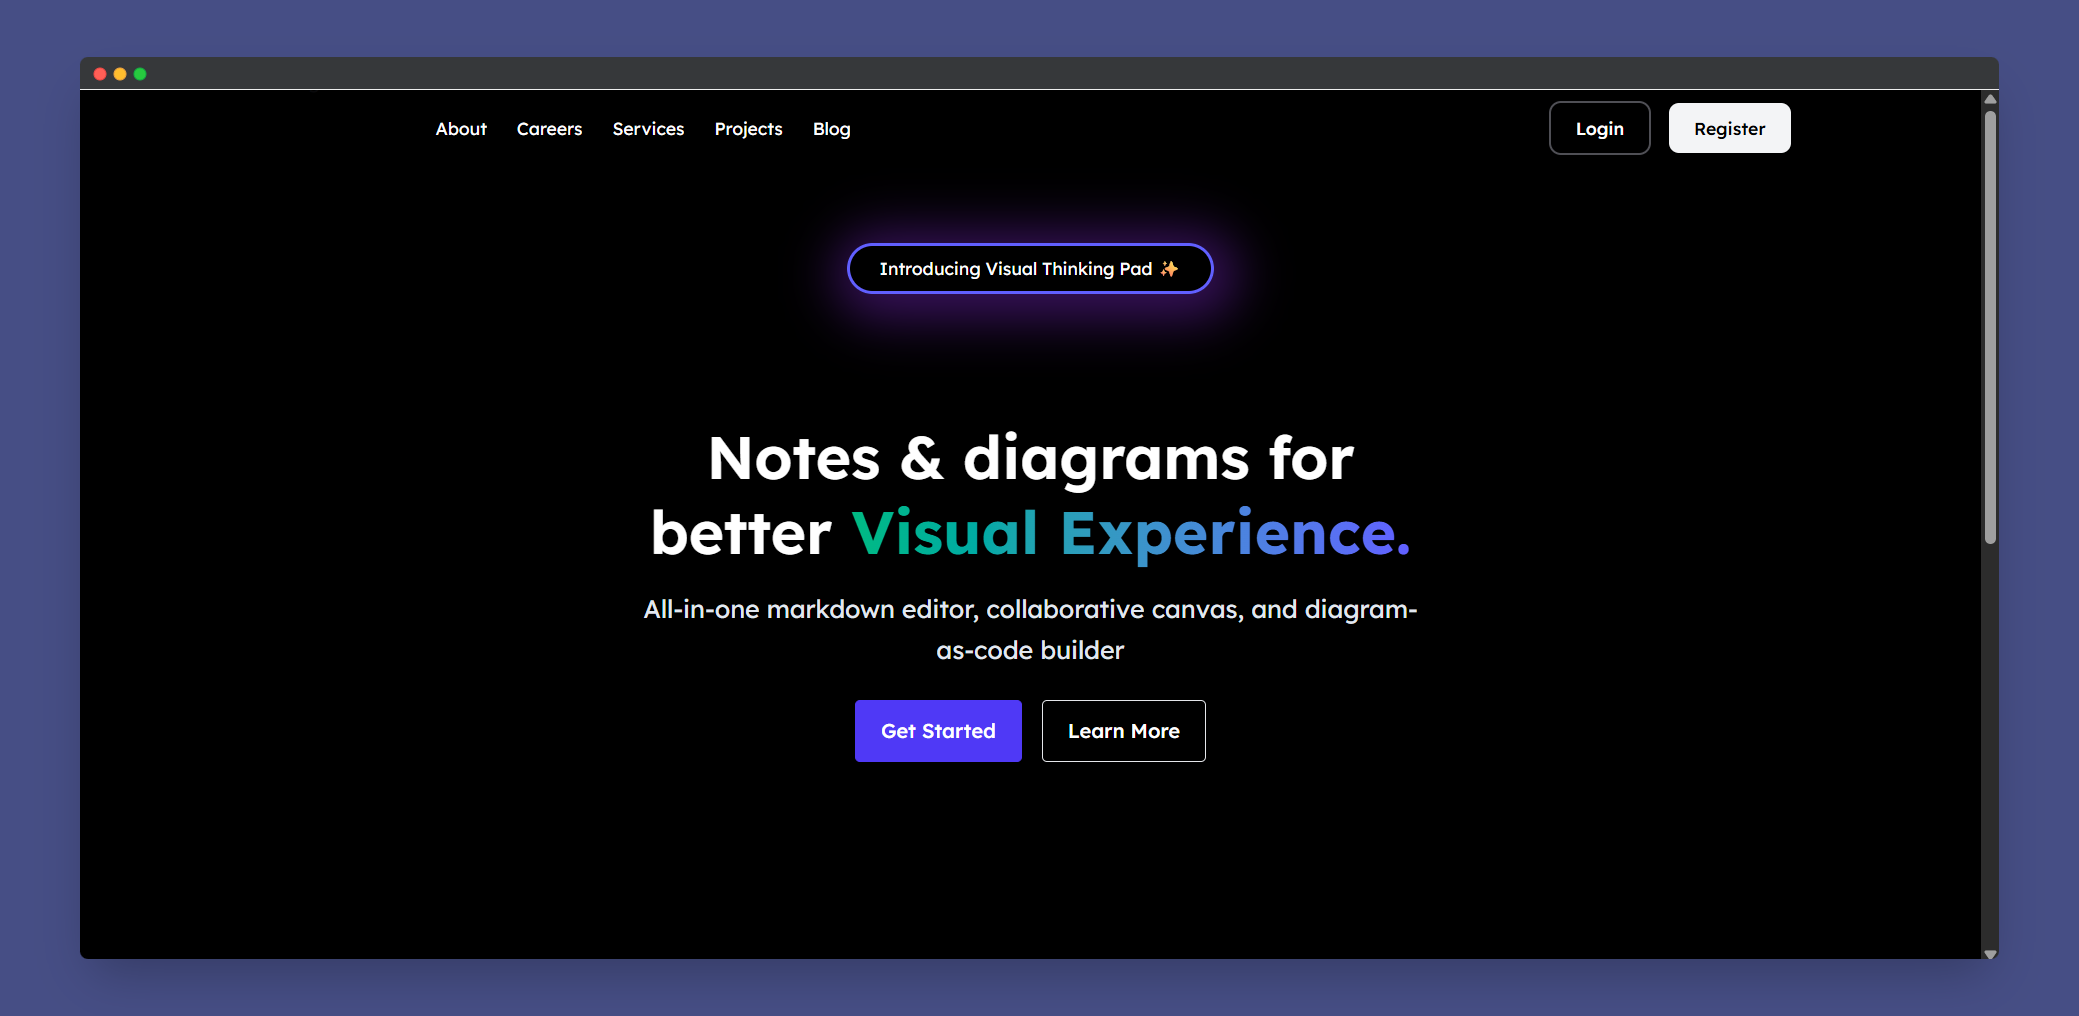 About Careers Services Projects Blog Login Register
Introducing Visual Thinking Pad ✨
Notes & diagrams for
better Visual Experience.
All-in-one markdown editor, collaborative canvas, and diagram-
as-code builder
Get Started Learn More